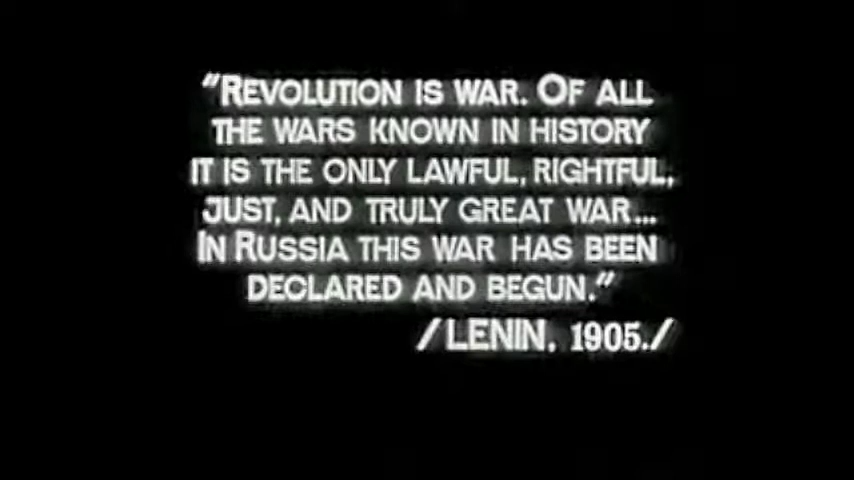 "REVOLUTION IS WAR. OF ALL
THE WARS KNOWN IN HISTORY
IT IS THE ONLY LAWFUL, RIGHTFUL,
JUST, AND TRULY GREAT WAR...
IN RUSSIA THIS WAR HAS BEEN
DECLARED AND BEGUN."
/LENIN. 1905./